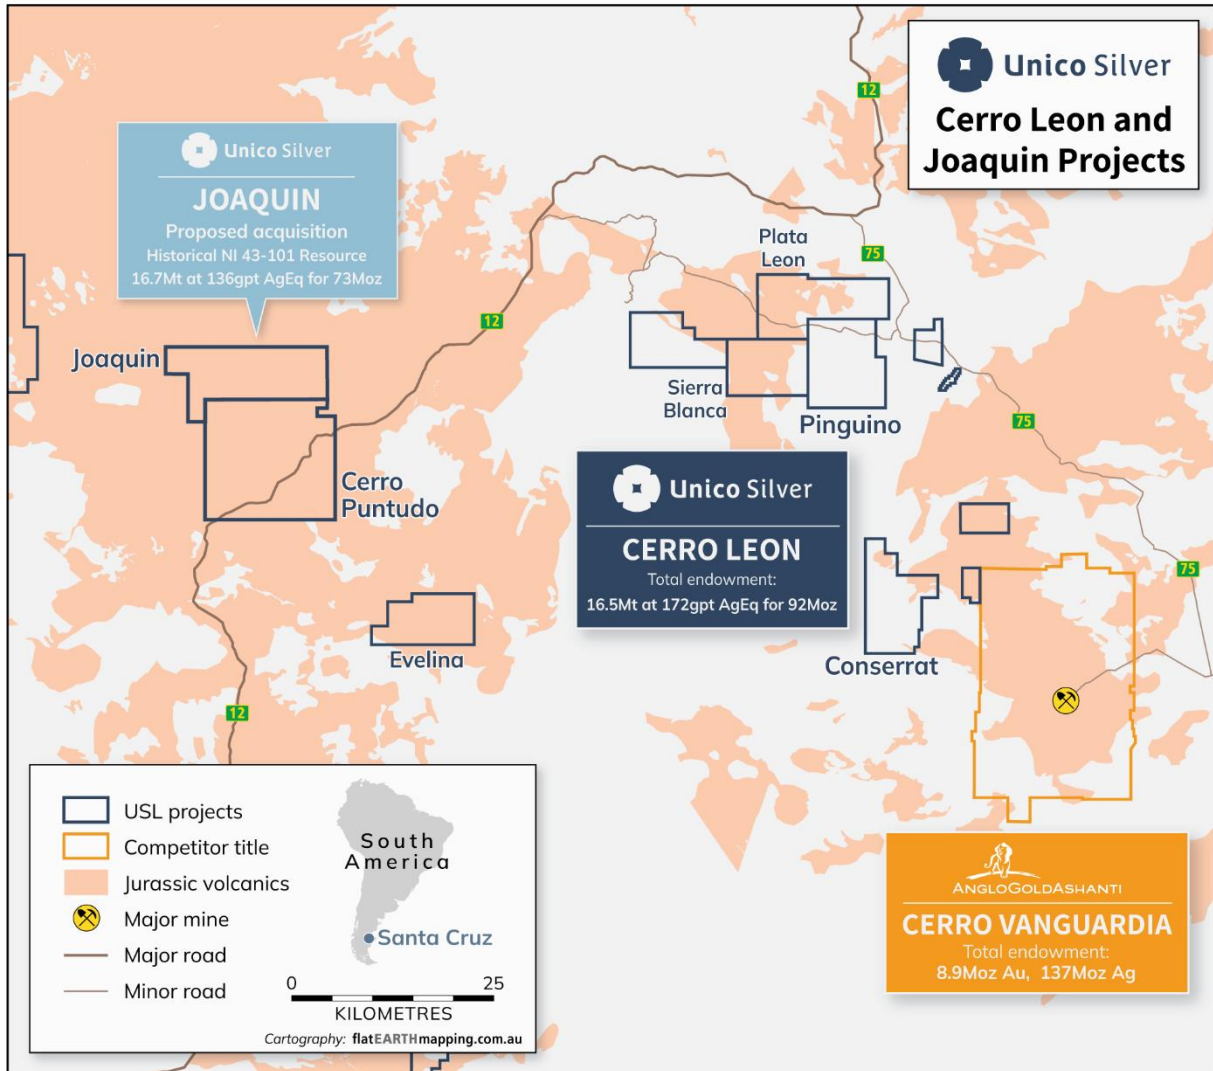 Unico Silver
Cerro Leon and
Joaquin Projects
12
Unico Silver
JOAQUIN
Proposed acquisition
Historical NI 43-101 Resource
16.7Mt at 136gpt AgEq for 73Moz
Plata
Leon
75
12
Joaquin
Sierra
Blanca
Pinguino
75
Cerro
Puntudo
Unico Silver
CERRO LEON
Total endowment:
16.5Mt at 172gpt AgEq for 92Moz
75
Evelina
Conserrat
12
USL projects
Competitor title
Jurassic volcanics
Major mine
Major road
Minor road
South
America
Santa Cruz
0 25
KILOMETRES
Cartography: flatEARTHmapping.com.au
ANGLOGOLDASHANTI
CERRO VANGUARDIA
Total endowment:
8.9Moz Au, 137Moz Ag